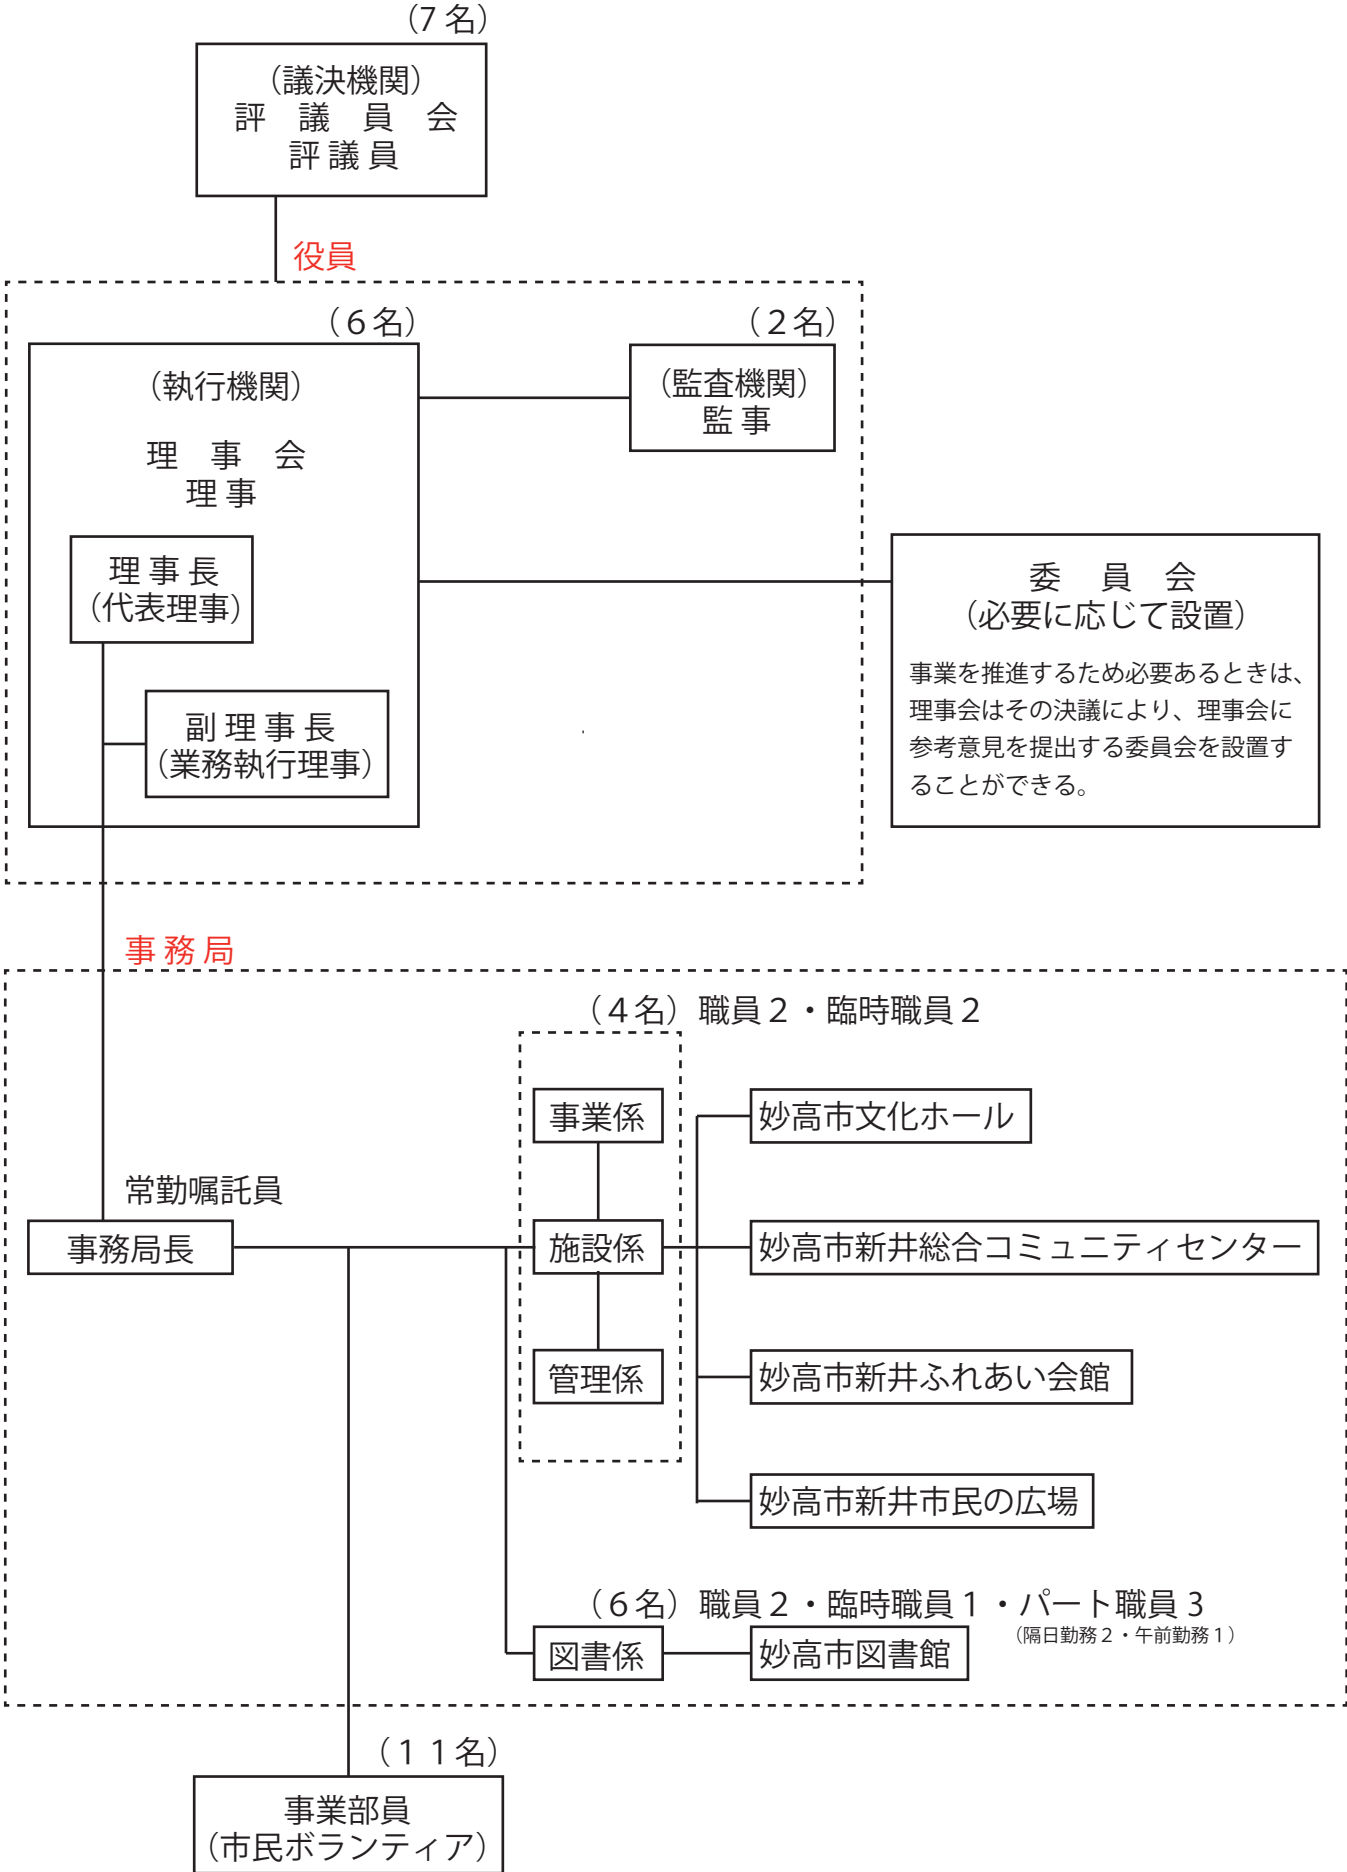 （7 名）
（議決機関）
評　議　員　会
評 議 員
役員
（６名）
（２名）
（執行機関）
理　事　会
理 事
（監査機関）
監 事
理 事 長
（代表理事）
副 理 事 長
（業務執行理事）
委　員　会
（必要に応じて設置）
事業を推進するため必要あるときは、
理事会はその決議により、理事会に
参考意見を提出する委員会を設置す
ることができる。
事 務 局
（４名）職員２・臨時職員２
事業係
妙高市文化ホール
常勤嘱託員
事務局長
施設係
妙高市新井総合コミュニティセンター
管理係
妙高市新井ふれあい会館
妙高市新井市民の広場
（６名）職員２・臨時職員１・パート職員３
（隔日勤務２・午前勤務１）
図書係
妙高市図書館
（１１名）
事業部員
（市民ボランティア）